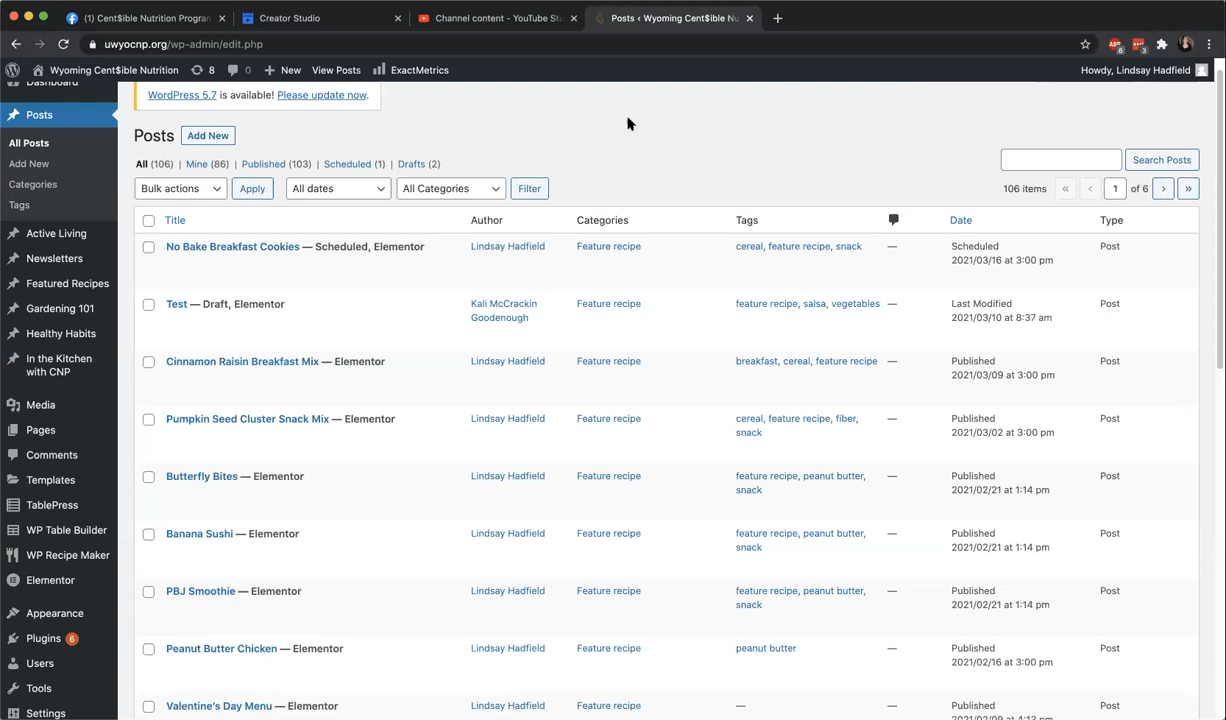 (1) Cent$ible Nutrition Progran
Creator Studio
Channel content - YouTube Stu
Posts ‹ Wyoming Cent$ible Nu
uwyocnp.org/wp-admin/edit.php
6
3
Wyoming Cent$ible Nutrition 8 0 New View Posts ExactMetrics Howdy, Lindsay Hadfield
Dashboard
Posts
All Posts
Add New
Categories
Tags
Active Living
Newsletters
Featured Recipes
Gardening 101
Healthy Habits
In the Kitchen
with CNP
Media
Pages
Comments
Templates
TablePress
WP Table Builder
WP Recipe Maker
Elementor
Appearance
Plugins 6
Users
Tools
Settings
WordPress 5.7 is available! Please update now.
Posts Add New
All (106) | Mine (86) | Published (103) | Scheduled (1) | Drafts (2)
Search Posts
Bulk actions Apply All dates All Categories Filter
106 items « ‹ 1 of 6 › »
Title Author Categories Tags Date Type
No Bake Breakfast Cookies — Scheduled, Elementor Lindsay Hadfield Feature recipe cereal, feature recipe, snack — Scheduled Post
2021/03/16 at 3:00 pm
Test — Draft, Elementor Kali McCrackin Feature recipe feature recipe, salsa, vegetables — Last Modified Post
Goodenough 2021/03/10 at 8:37 am
Cinnamon Raisin Breakfast Mix — Elementor Lindsay Hadfield Feature recipe breakfast, cereal, feature recipe — Published Post
2021/03/09 at 3:00 pm
Pumpkin Seed Cluster Snack Mix — Elementor Lindsay Hadfield Feature recipe cereal, feature recipe, fiber, — Published Post
snack 2021/03/02 at 3:00 pm
Butterfly Bites — Elementor Lindsay Hadfield Feature recipe feature recipe, peanut butter, — Published Post
snack 2021/02/21 at 1:14 pm
Banana Sushi — Elementor Lindsay Hadfield Feature recipe feature recipe, peanut butter, — Published Post
snack 2021/02/21 at 1:14 pm
PBJ Smoothie — Elementor Lindsay Hadfield Feature recipe feature recipe, peanut butter, — Published Post
snack 2021/02/21 at 1:14 pm
Peanut Butter Chicken — Elementor Lindsay Hadfield Feature recipe peanut butter — Published Post
2021/02/16 at 3:00 pm
Valentine's Day Menu — Elementor Lindsay Hadfield Feature recipe — — Published Post
2021/02/09 at 4:13 pm